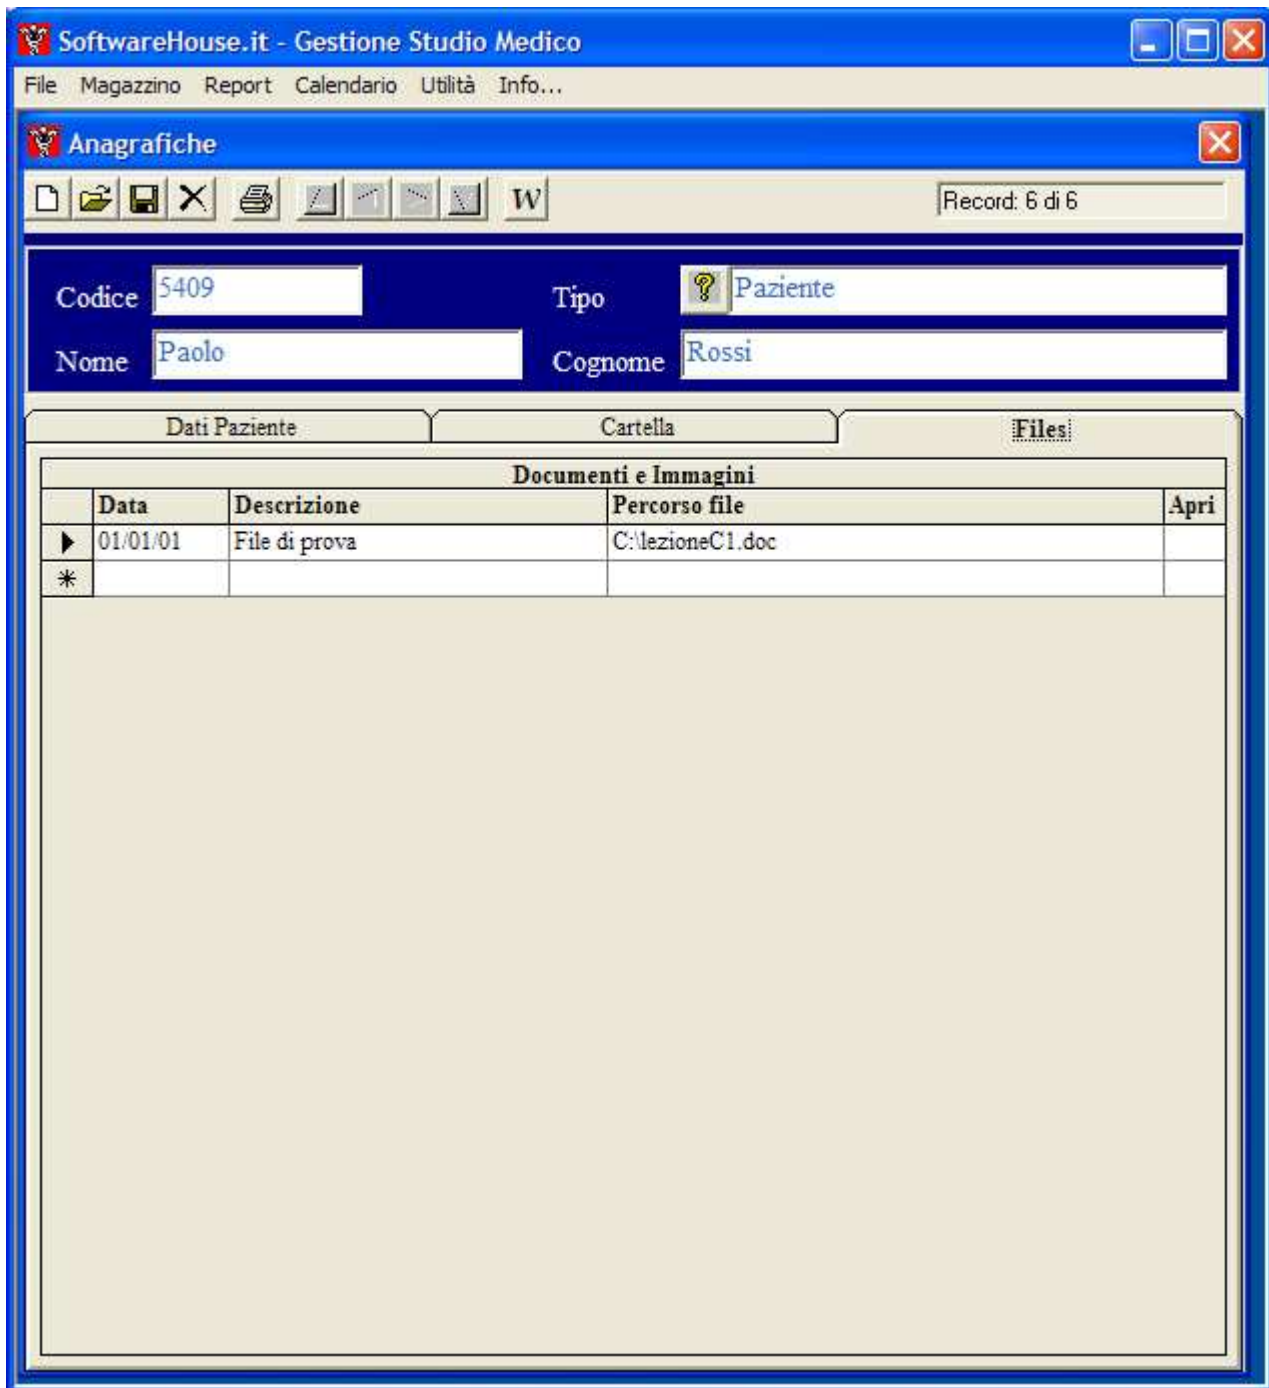 SoftwareHouse.it - Gestione Studio Medico
File Magazzino Report Calendario Utilità Info...
Anagrafiche
W Record: 6 di 6
Codice 5409 Tipo ? Paziente
Nome Paolo Cognome Rossi
Dati Paziente Cartella Files
Documenti e Immagini
Data Descrizione Percorso file Apri
01/01/01 File di prova C:\lezioneC1.doc